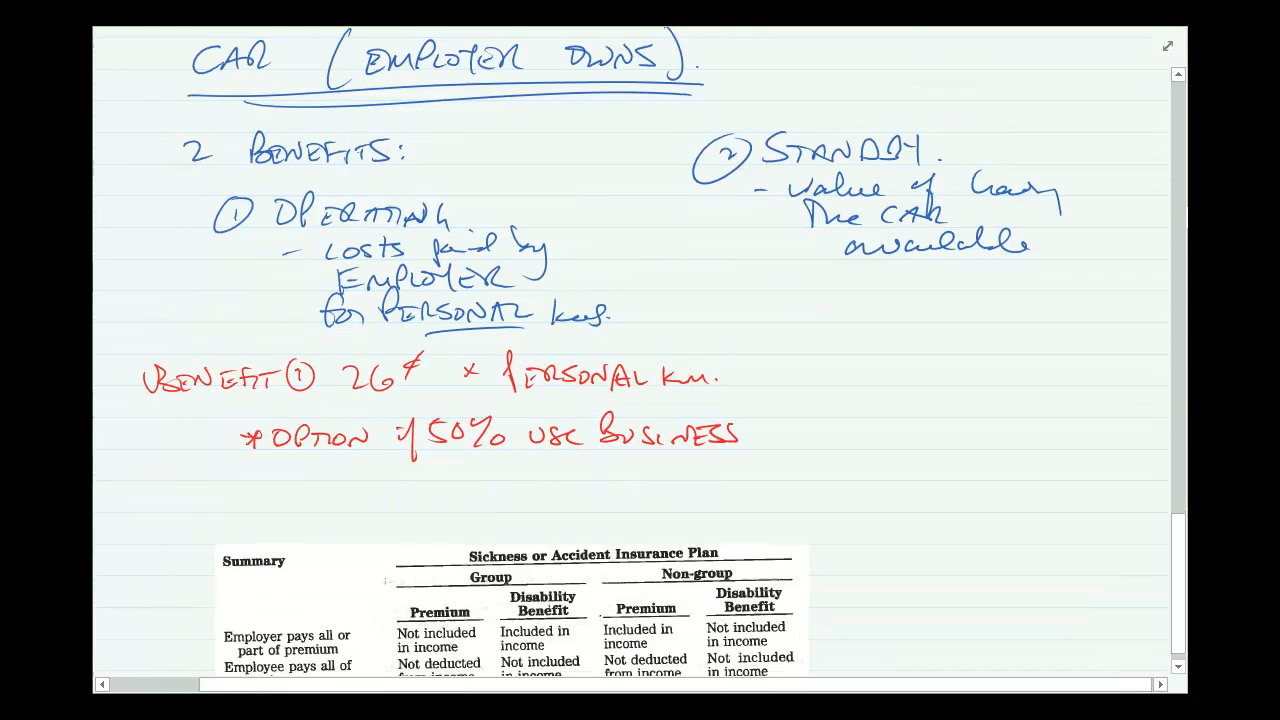 CAR (EMPLOYER OWNS).
2 BENEFITS:
① OPERATING
- COSTS paid by
EMPLOYER
for PERSONAL kms.
② STANDBY.
- value of having
The CAR
available
BENEFIT ① 26¢ × PERSONAL KM.
* OPTION if 50% USE BUSINESS
Summary
Sickness or Accident Insurance Plan
Group Non-group
Premium Disability Benefit Premium Disability Benefit
Employer pays all or part of premium Not included in income Included in income Included in income Not included in income
Employee pays all of Not deducted from income Not included in income Not deducted from income Not included in income